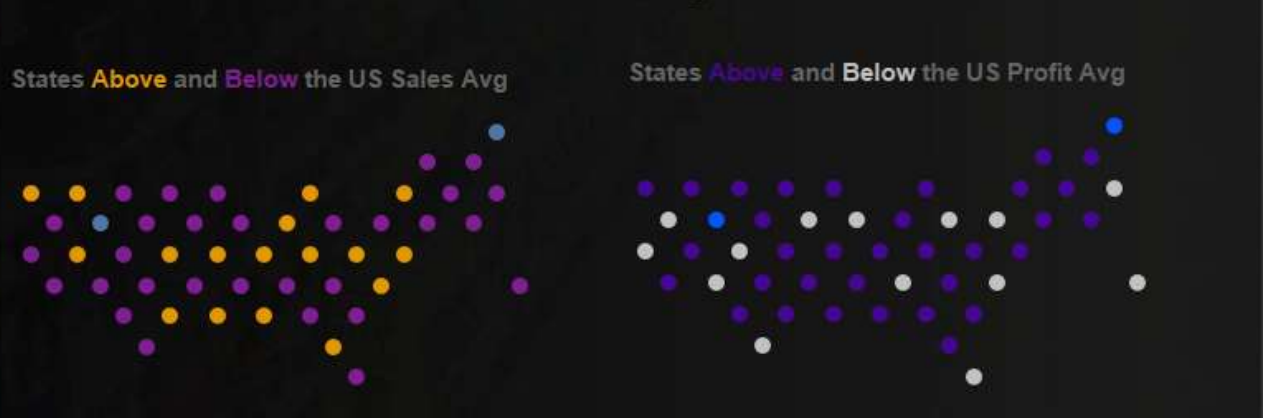 States Above and Below the US Sales Avg
States Above and Below the US Profit Avg